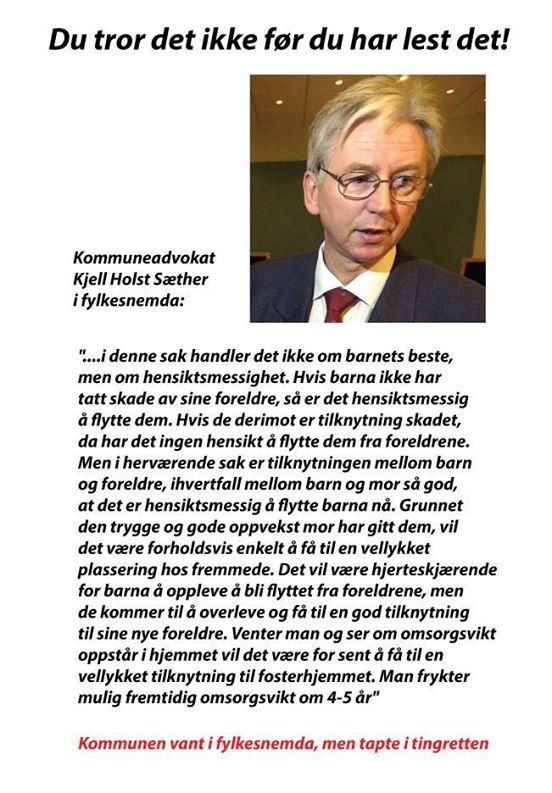 Du tror det ikke før du har lest det!
Kommuneadvokat
Kjell Holst Sæther
i fylkesnemda:
"....i denne sak handler det ikke om barnets beste,
men om hensiktsmessighet. Hvis barna ikke har
tatt skade av sine foreldre, så er det hensiktsmessig
å flytte dem. Hvis de derimot er tilknytning skadet,
da har det ingen hensikt å flytte dem fra foreldrene.
Men i herværende sak er tilknytningen mellom barn
og foreldre, ihvertfall mellom barn og mor så god,
at det er hensiktsmessig å flytte barna nå. Grunnet
den trygge og gode oppvekst mor har gitt dem, vil
det være forholdsvis enkelt å få til en vellykket
plassering hos fremmede. Det vil være hjerteskjærende
for barna å oppleve å bli flyttet fra foreldrene, men
de kommer til å overleve og få til en god tilknytning
til sine nye foreldre. Venter man og ser om omsorgsvikt
oppstår i hjemmet vil det være for sent å få til en
vellykket tilknytning til fosterhjemmet. Man frykter
mulig fremtidig omsorgsvikt om 4-5 år"
Kommunen vant i fylkesnemda, men tapte i tingretten